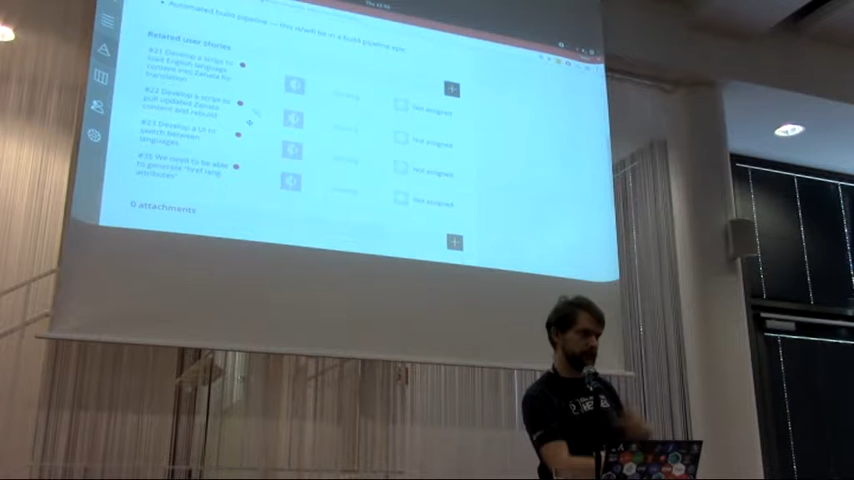 Automated build pipeline — this is/will be in a build pipeline epic.
Related user stories
#21 Develop a script to
load English language
content into Zanata for
translation
#22 Develop a script to
pull updated Zanata
content and rebuild
#23 Develop a UI to
switch between
languages.
#35 We need to be able
to generate "href lang
attributes"
Not assigned
Not assigned
Not assigned
Not assigned
0 attachments